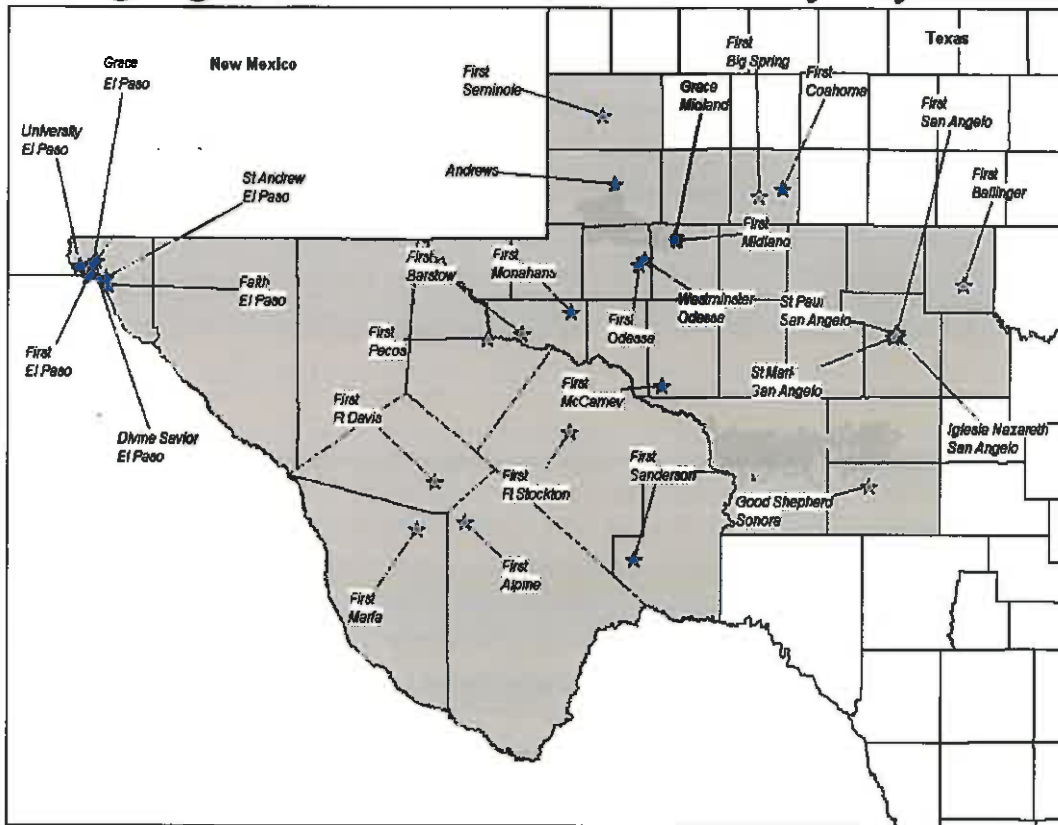 New Mexico
Texas
Grace
El Paso
University
El Paso
St Andrew
El Paso
Faith
El Paso
First
El Paso
Divine Savior
El Paso
First
Seminole
Andrews
First
Big Spring
Grace
Midland
First
Coahoma
First
San Angelo
First
Ballinger
First
Barstow
First
Monahans
First
Midland
First
Pecos
First
Odessa
Westminster
Odessa
St Paul
San Angelo
St Mark
San Angelo
Iglesia Nazareth
San Angelo
First
McCamey
First
Ft Davis
First
Ft Stockton
First
Sanderson
Good Shepherd
Sonora
First
Marfa
First
Alpine